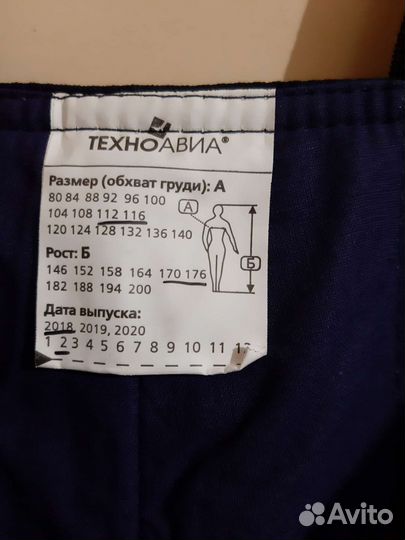 ТЕХНОАВИА®
Размер (обхват груди): А
80 84 88 92 96 100
104 108 112 116
120 124 128 132 136 140
А
Рост: Б
146 152 158 164 170 176
182 188 194 200
Б
Дата выпуска:
2018, 2019, 2020
1 2 3 4 5 6 7 8 9 10 11 12
Avito